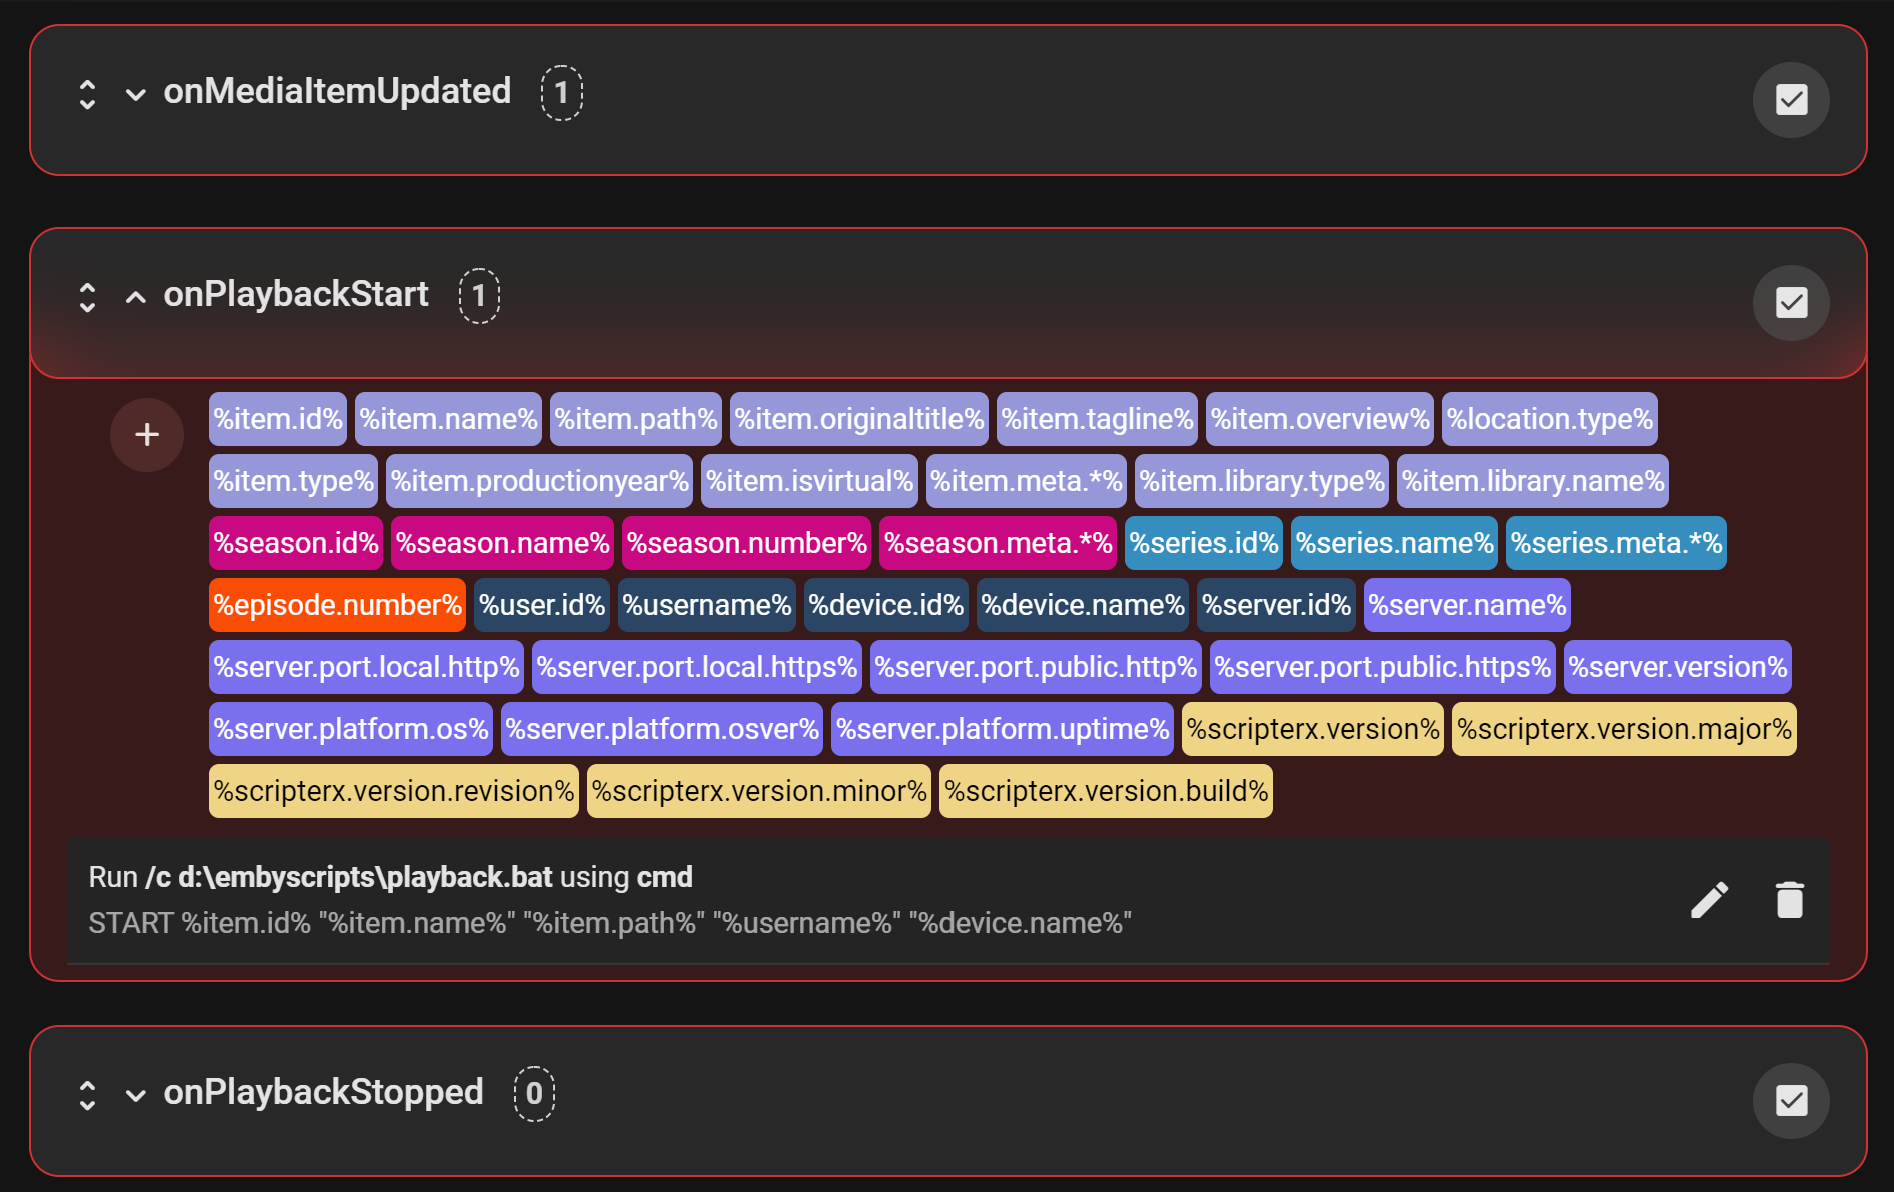 onMediaItemUpdated 1
onPlaybackStart 1
%item.id% %item.name% %item.path% %item.originaltitle% %item.tagline% %item.overview% %location.type%
%item.type% %item.productionyear% %item.isvirtual% %item.meta.*% %item.library.type% %item.library.name%
%season.id% %season.name% %season.number% %season.meta.*% %series.id% %series.name% %series.meta.*%
%episode.number% %user.id% %username% %device.id% %device.name% %server.id% %server.name%
%server.port.local.http% %server.port.local.https% %server.port.public.http% %server.port.public.https% %server.version%
%server.platform.os% %server.platform.osver% %server.platform.uptime% %scripterx.version% %scripterx.version.major%
%scripterx.version.revision% %scripterx.version.minor% %scripterx.version.build%
Run /c d:\embyscripts\playback.bat using cmd
START %item.id% "%item.name%" "%item.path%" "%username%" "%device.name%"
onPlaybackStopped 0